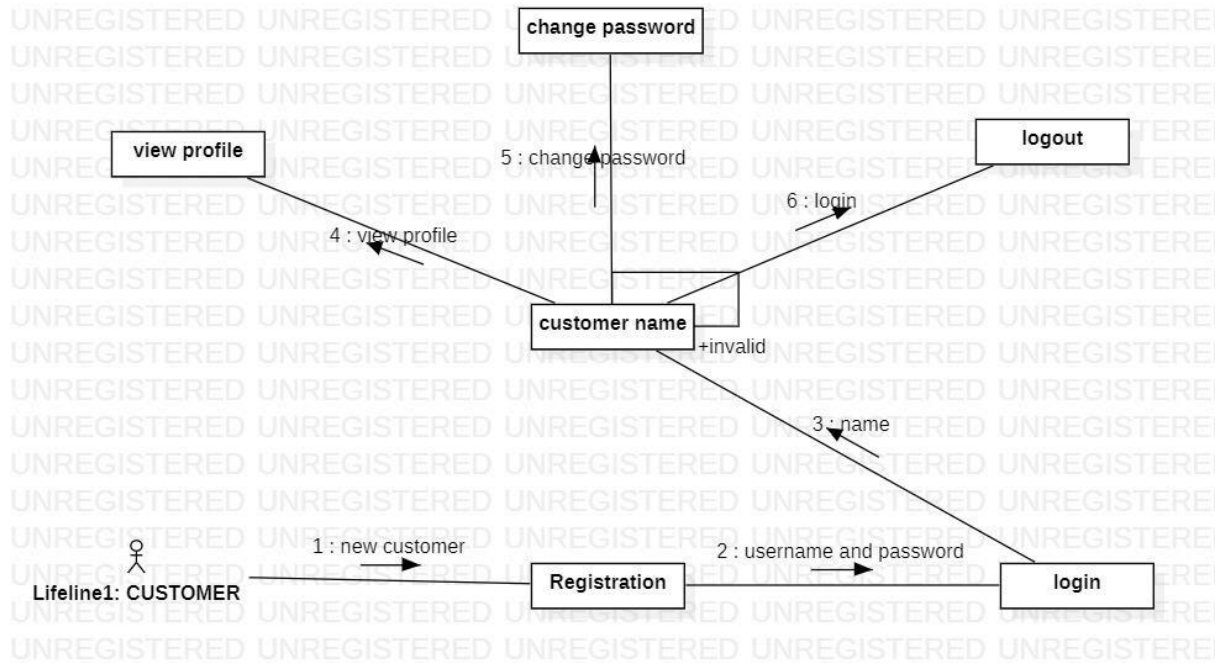 change password
view profile
logout
5 : change password
6 : login
4 : view profile
customer name
+invalid
3 : name
1 : new customer
2 : username and password
Lifeline1: CUSTOMER
Registration
login
UNREGISTERED